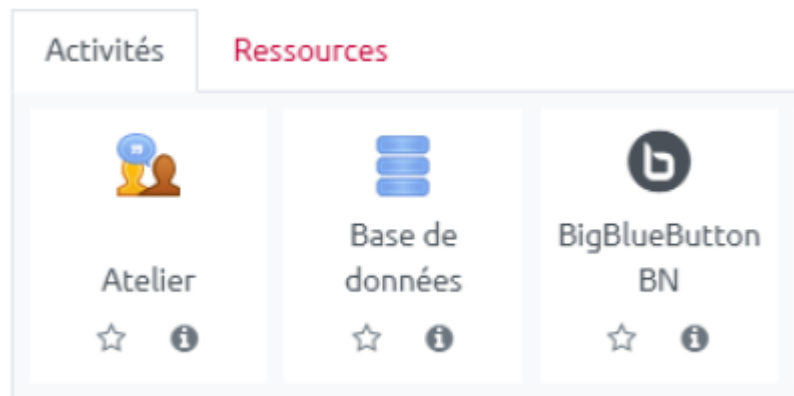 Activités Ressources
Atelier
Base de
données
BigBlueButton
BN